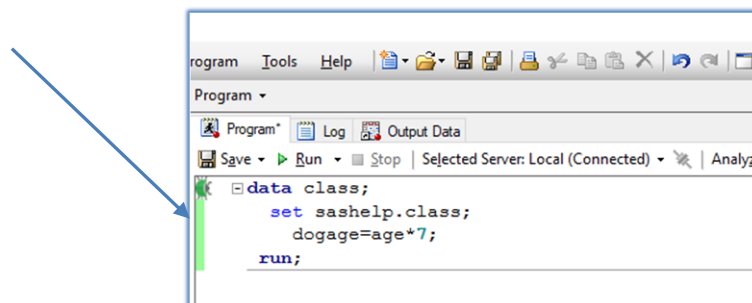 rogram Tools Help
Program
Program* Log Output Data
Save Run Stop Selected Server: Local (Connected) Analyz
data class;
set sashelp.class;
dogage=age*7;
run;